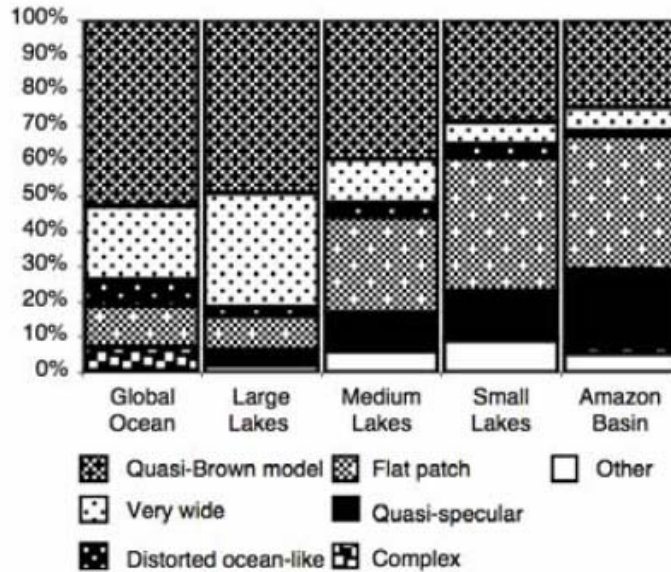 100%
90%
80%
70%
60%
50%
40%
30%
20%
10%
0%
Global Ocean
Large Lakes
Medium Lakes
Small Lakes
Amazon Basin
Quasi-Brown model
Flat patch
Other
Very wide
Quasi-specular
Distorted ocean-like
Complex